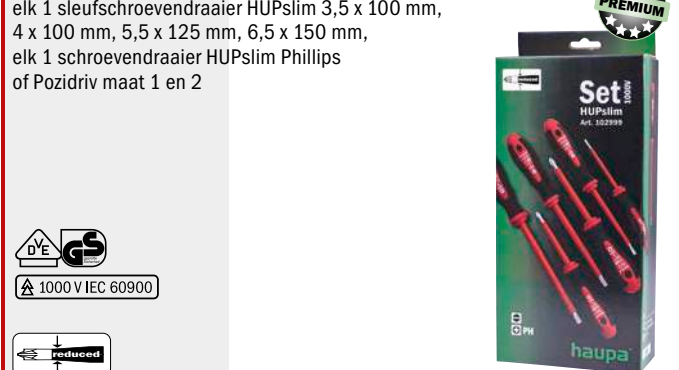 elk 1 sleufschroevendraaier HUPslim 3,5 x 100 mm,
4 x 100 mm, 5,5 x 125 mm, 6,5 x 150 mm,
elk 1 schroevendraaier HUPslim Phillips
of Pozidriv maat 1 en 2
PREMIUM
Set
1000V
HUPslim
Art. 102999
PH
haupa
DVE
GS
1000 V IEC 60900
reduced